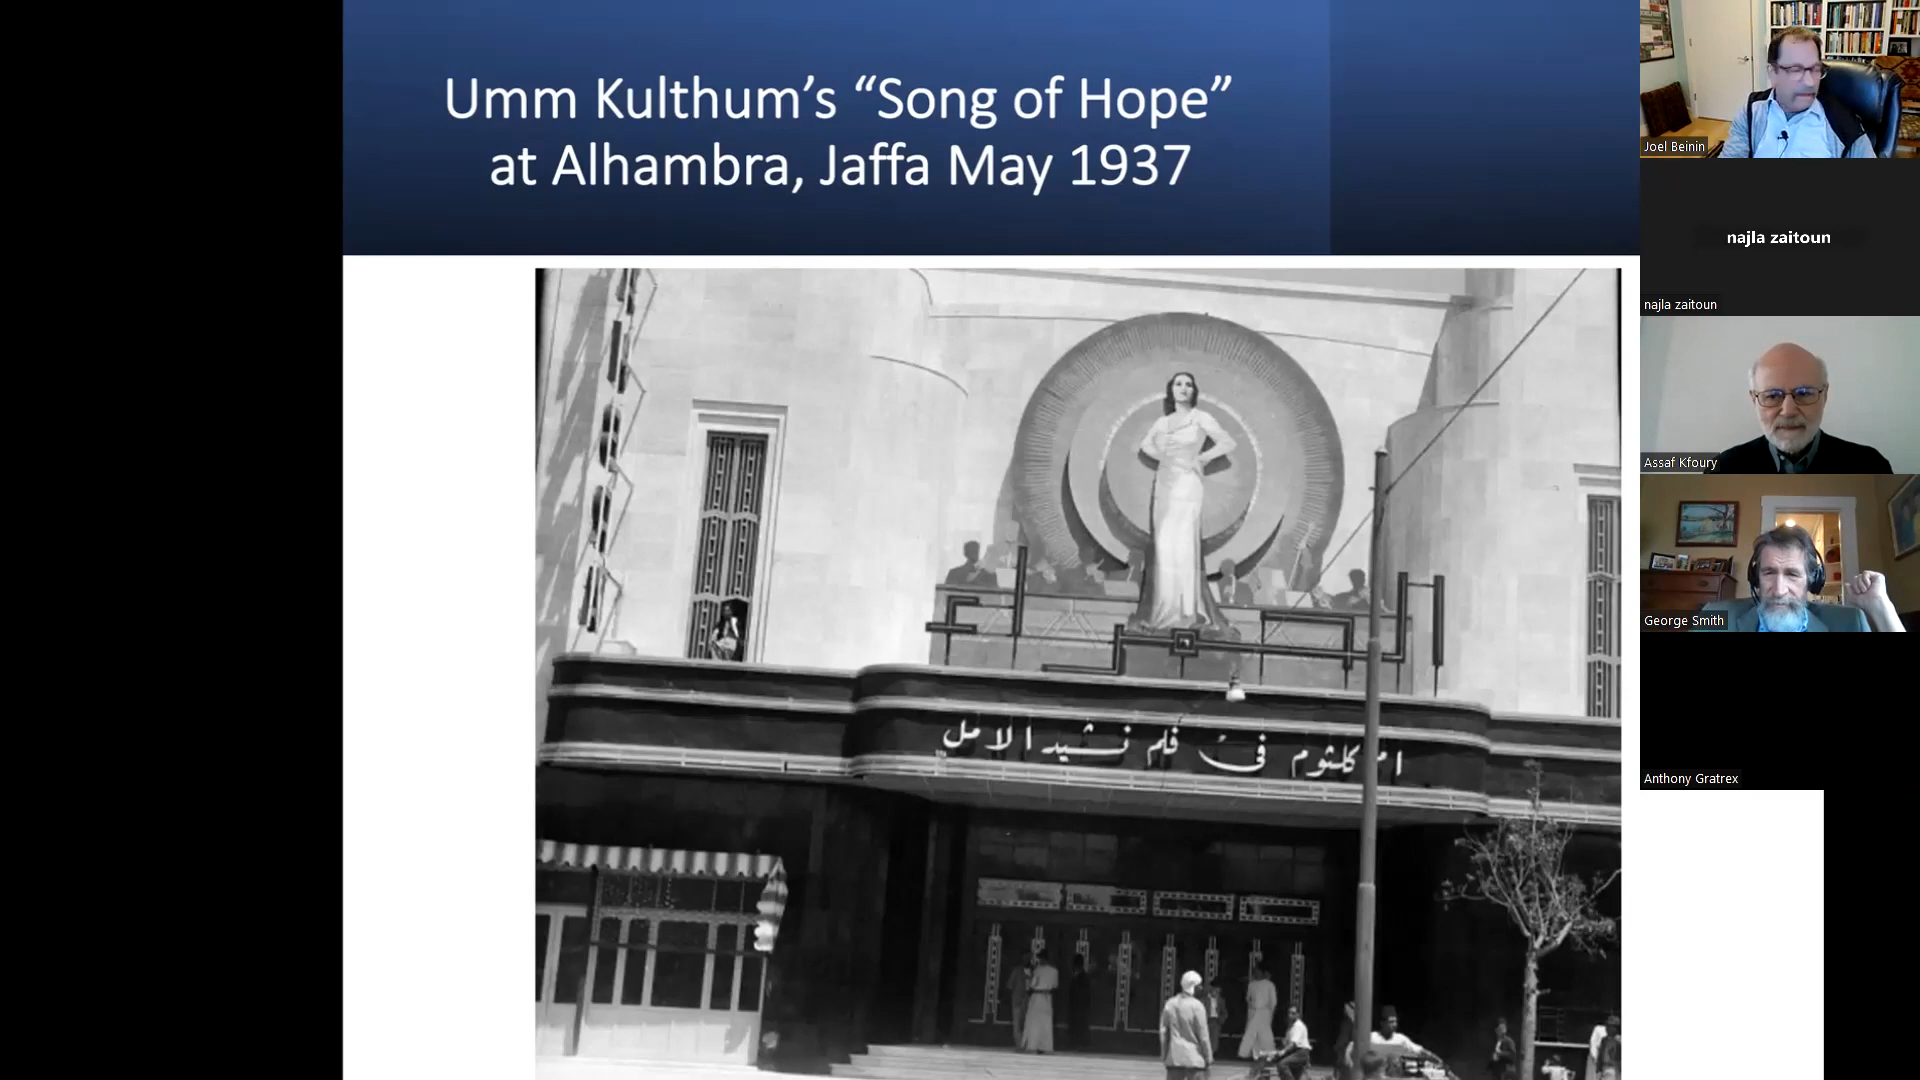 Umm Kulthum’s “Song of Hope”
at Alhambra, Jaffa May 1937
ام كلثوم في فلم نشيد الامل
Joel Beinin
najla zaitoun
najla zaitoun
Assaf Kfoury
George Smith
Anthony Gratrex